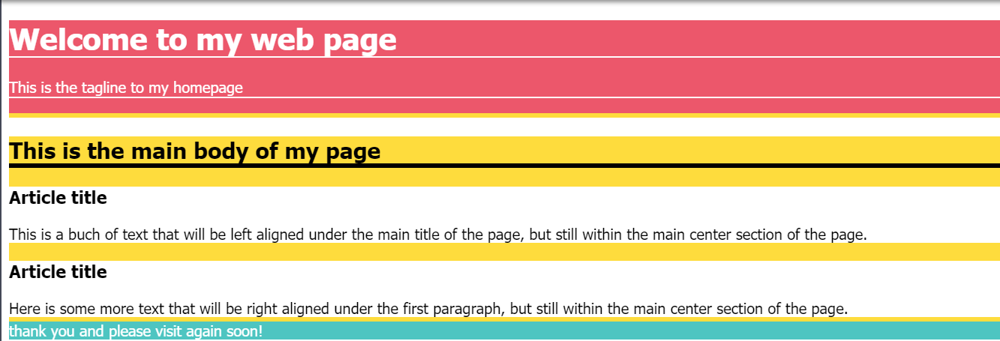 Welcome to my web page
This is the tagline to my homepage
This is the main body of my page
Article title
This is a buch of text that will be left aligned under the main title of the page, but still within the main center section of the page.
Article title
Here is some more text that will be right aligned under the first paragraph, but still within the main center section of the page.
thank you and please visit again soon!